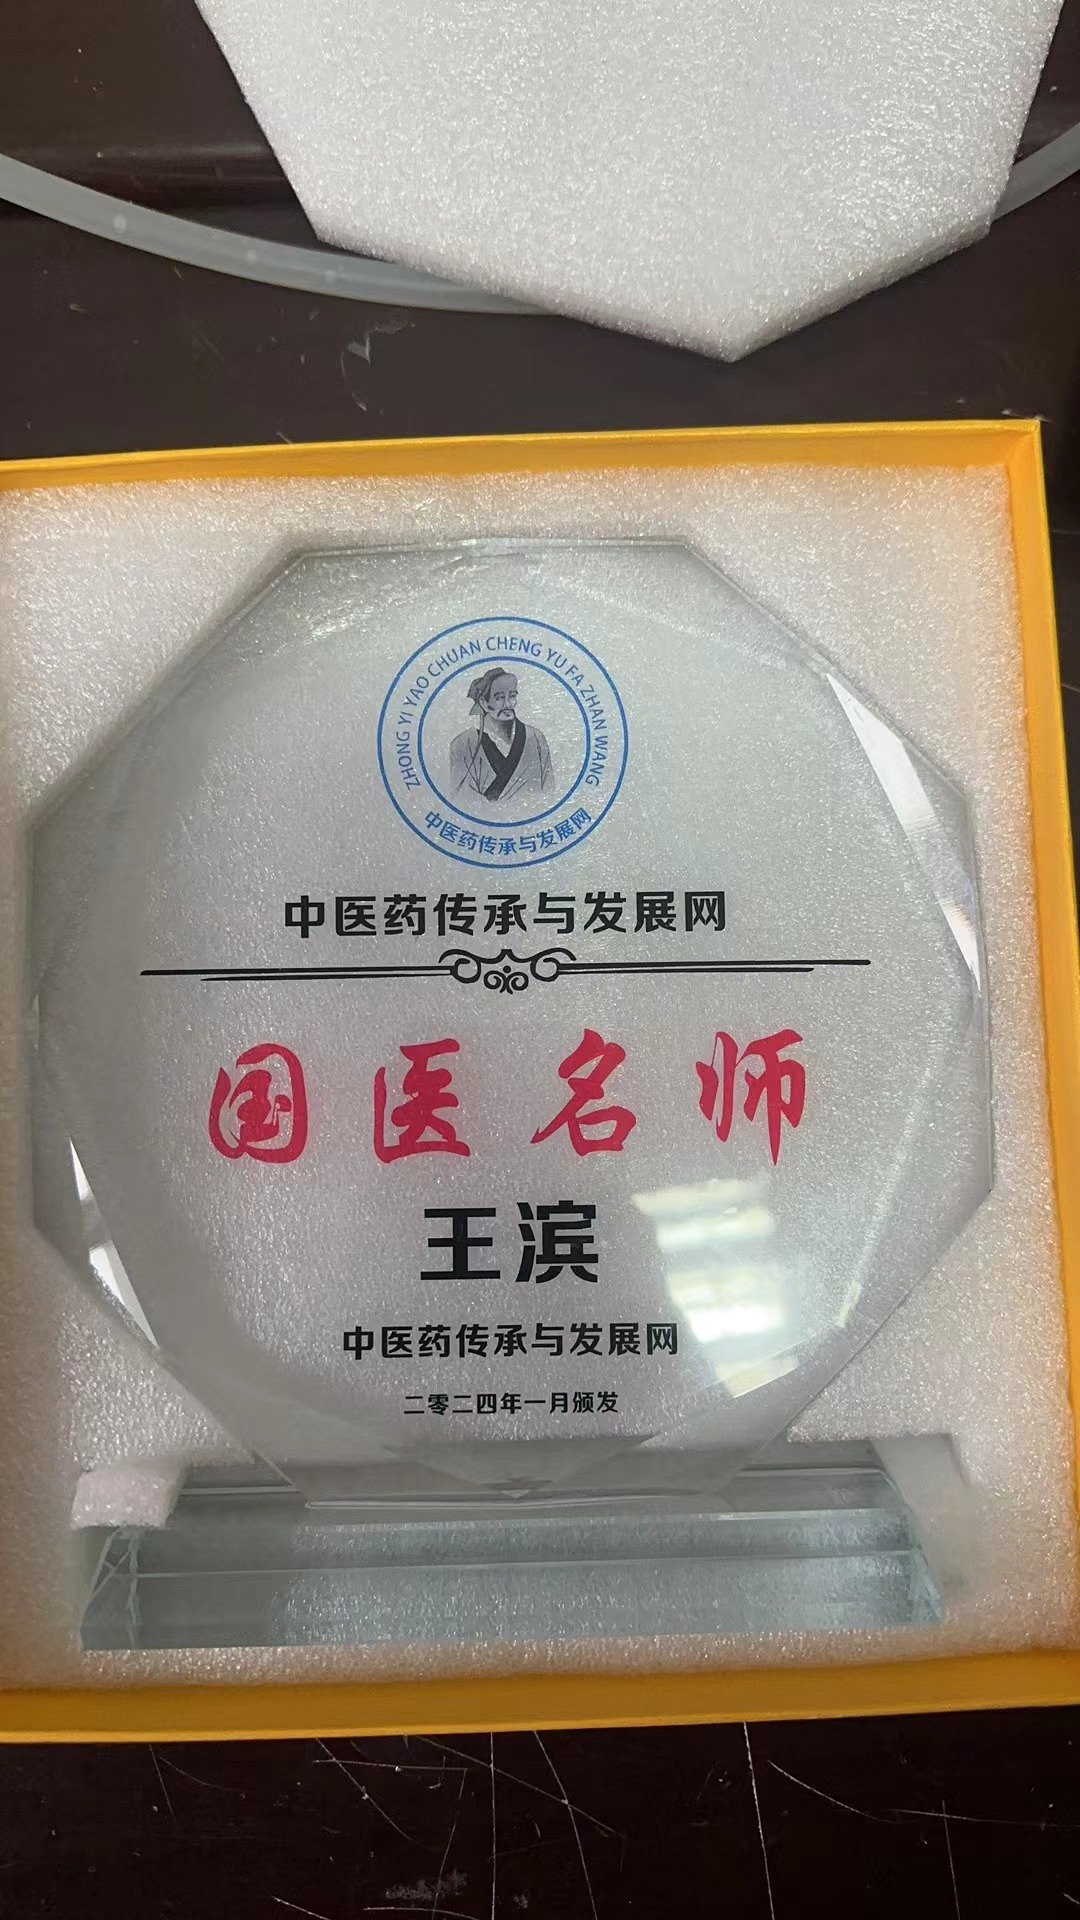 ZHONG YI YAO CHUAN CHENG YU FA ZHAN WANG
中医药传承与发展网
中医药传承与发展网
国医名师
王滨
中医药传承与发展网
二零二四年一月颁发